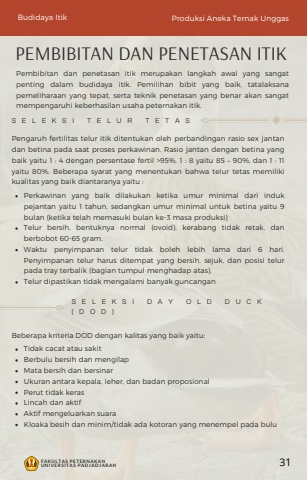 Budidaya Itik
Produksi Aneka Ternak Unggas
PEMBIBITAN DAN PENETASAN ITIK
Pembibitan dan penetasan itik merupakan langkah awal yang sangat
penting dalam budidaya itik. Pemilihan bibit yang baik, tatalaksana
pemeliharaan yang tepat, serta teknik penetasan yang benar akan sangat
mempengaruhi keberhasilan usaha peternakan itik.
SELEKSI TELUR TETAS
Pengaruh fertilitas telur itik ditentukan oleh perbandingan rasio sex jantan
dan betina pada saat proses perkawinan. Rasio jantan dengan betina yang
baik yaitu 1 : 4 dengan persentase fertil >95%, 1 : 8 yaitu 85 - 90%, dan 1 : 11
yaitu 80%. Beberapa syarat yang menentukan bahwa telur tetas memiliki
kualitas yang baik diantaranya yaitu :
• Perkawinan yang baik dilakukan ketika umur minimal dari induk
pejantan yaitu 1 tahun, sedangkan umur minimal untuk betina yaitu 9
bulan (ketika telah memasuki bulan ke-3 masa produksi)
• Telur bersih, bentuknya normal (ovoid), kerabang tidak retak, dan
berbobot 60-65 gram.
• Waktu penyimpanan telur tidak boleh lebih lama dari 6 hari.
Penyimpanan telur harus ditempat yang bersih, sejuk, dan posisi telur
pada tray terbalik (bagian tumpul menghadap atas).
• Telur dipastikan tidak mengalami banyak guncangan
SELEKSI DAY OLD DUCK
(DOD)
Beberapa kriteria DOD dengan kalitas yang baik yaitu:
• Tidak cacat atau sakit
• Berbulu bersih dan mengilap
• Mata bersih dan bersinar
• Ukuran antara kepala, leher, dan badan proposional
• Perut tidak keras
• Lincah dan aktif
• Aktif mengeluarkan suara
• Kloaka besih dan minim/tidak ada kotoran yang menempel pada bulu
FAKULTAS PETERNAKAN
UNIVERSITAS PADJADJARAN
31